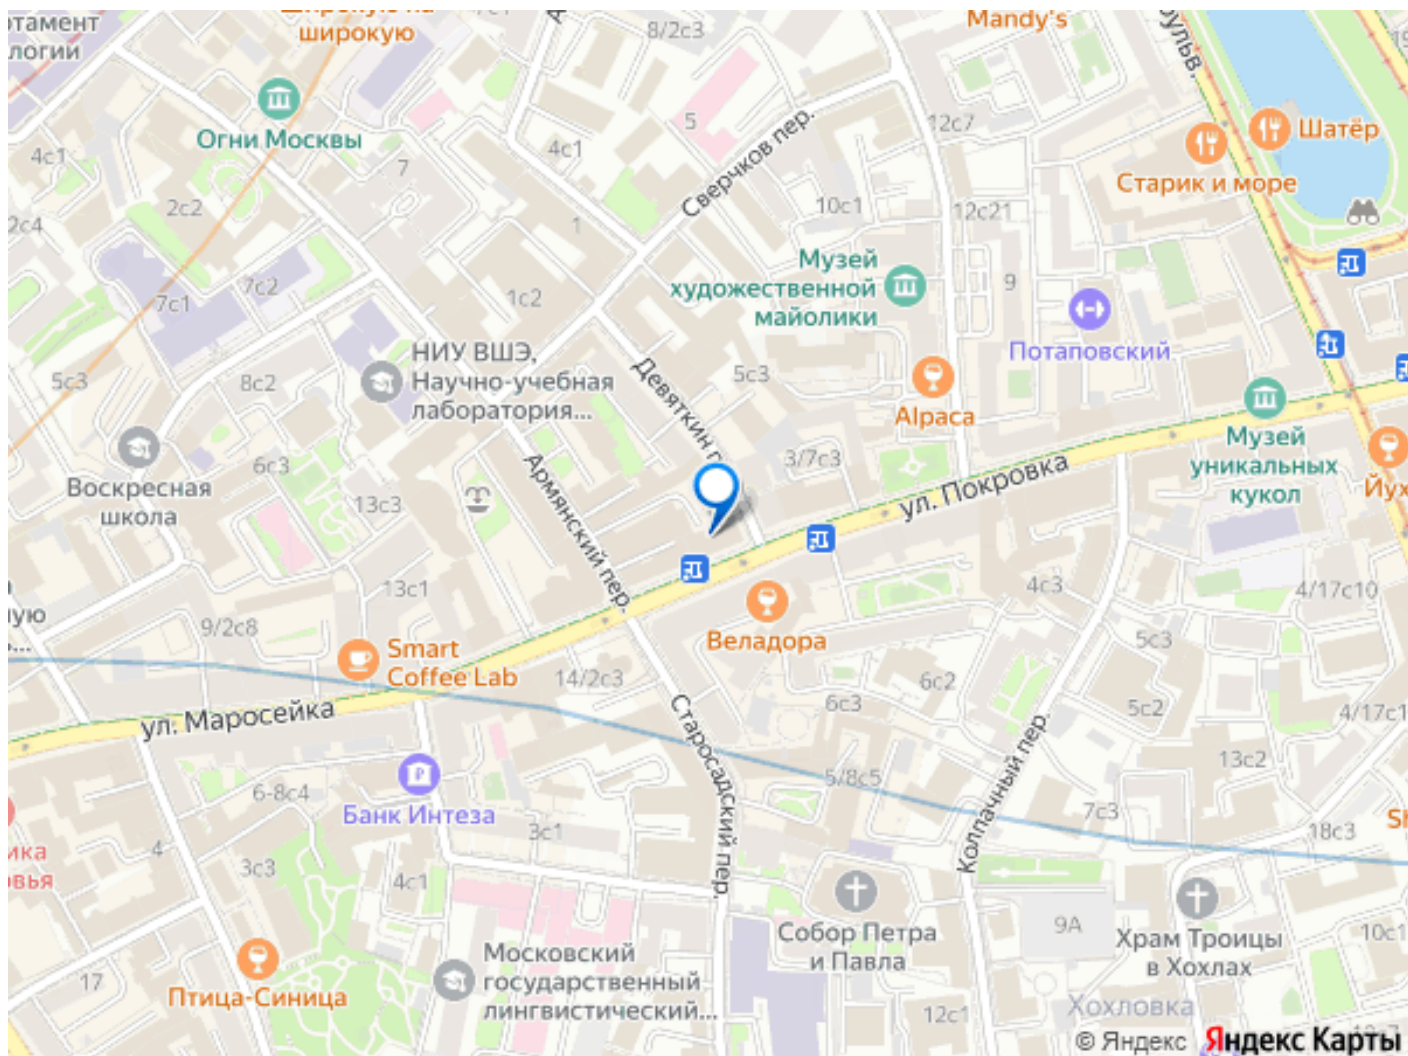 Mandy's
широкую
8/2с3
логии
Огни Москвы
4с1
7
4с1
5
12с7
Шатёр
Старик и море
Сверчков пер.
2с2
1
10с1
12с21
Музей
художественной
майолики
9
7с1
7с2
1с2
НИУ ВШЭ,
Научно-учебная
лаборатория...
Потаповский
5с3
8с2
Девяткин
5с3
Alpaca
Музей
уникальных
кукол
Воскресная
школа
6с3
13с3
3/7с3
ул. Покровка
Армянский пер.
13с1
4с3
4/17с10
9/2с8
Smart
Coffee Lab
14/2с3
Веладора
5с3
6с2
6с3
5с2
ул. Маросейка
Старосадский пер.
Колпачный пер.
13с2
6-8с4
Банк Интеза
5/8с5
7с3
18с3
3с1
4
3с3
4с1
Собор Петра
и Павла
9А
Храм Троицы
в Хохлах
10с1
17
Птица-Синица
Московский
государственный
лингвистический...
12с1
Хохловка
© Яндекс Яндекс Карты